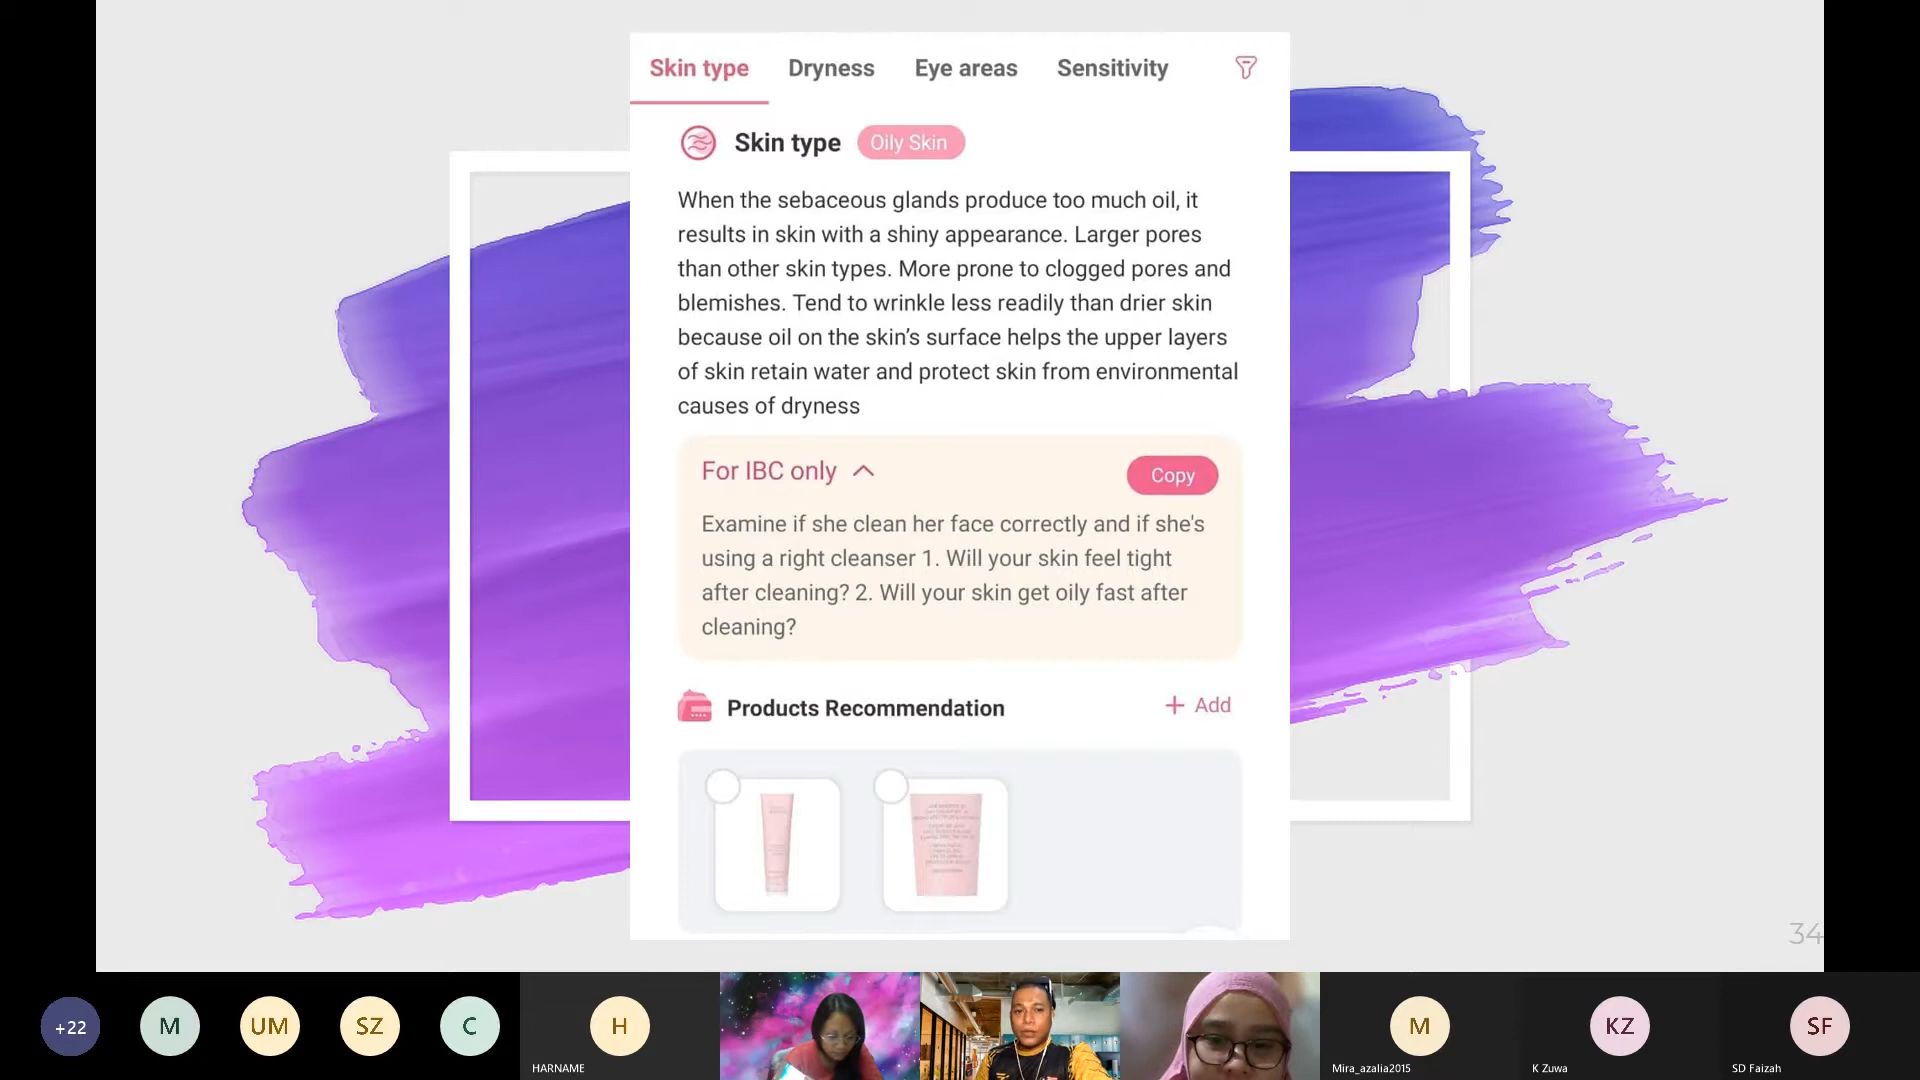 Skin type Dryness Eye areas Sensitivity
Skin type Oily Skin
When the sebaceous glands produce too much oil, it
results in skin with a shiny appearance. Larger pores
than other skin types. More prone to clogged pores and
blemishes. Tend to wrinkle less readily than drier skin
because oil on the skin’s surface helps the upper layers
of skin retain water and protect skin from environmental
causes of dryness
For IBC only
Copy
Examine if she clean her face correctly and if she's
using a right cleanser 1. Will your skin feel tight
after cleaning? 2. Will your skin get oily fast after
cleaning?
Products Recommendation
+ Add
34
+22 M UM SZ C H M KZ SF
HARNAME Mira_azalia2015 K Zuwa SD Faizah